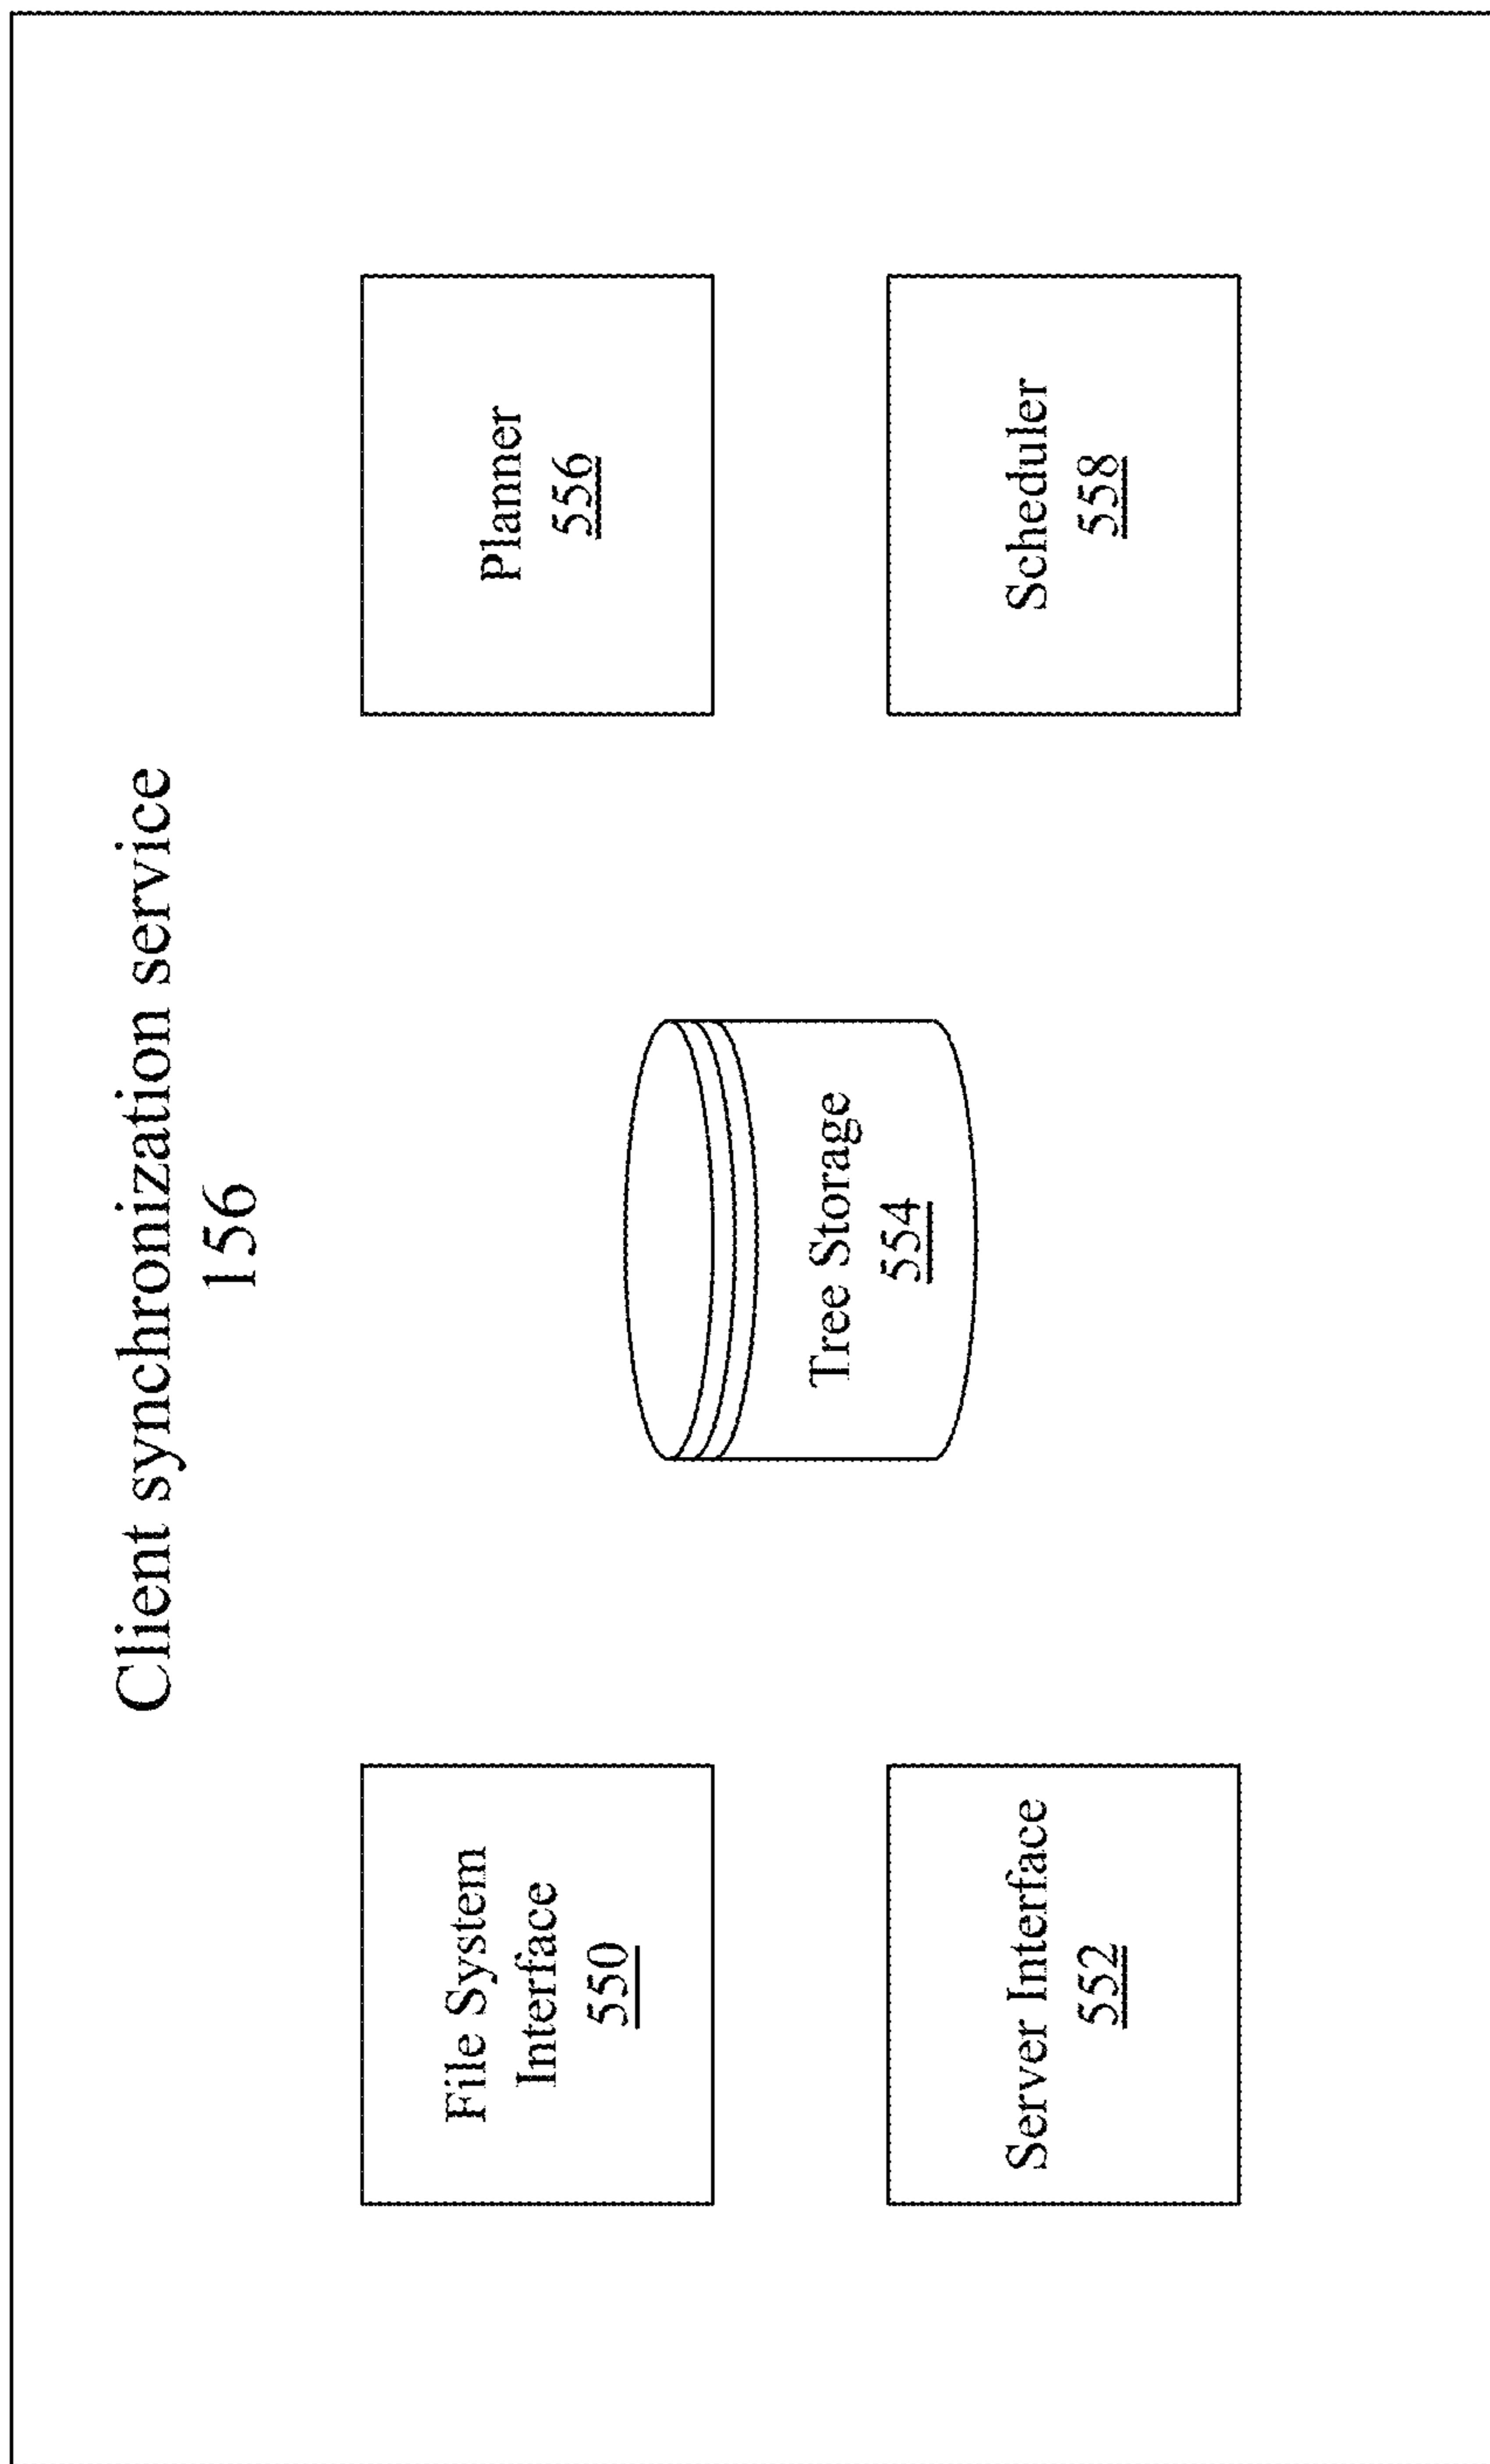 Client synchronization service
156
File System
Interface
550
Server Interface
552
Tree Storage
554
Planner
556
Scheduler
558